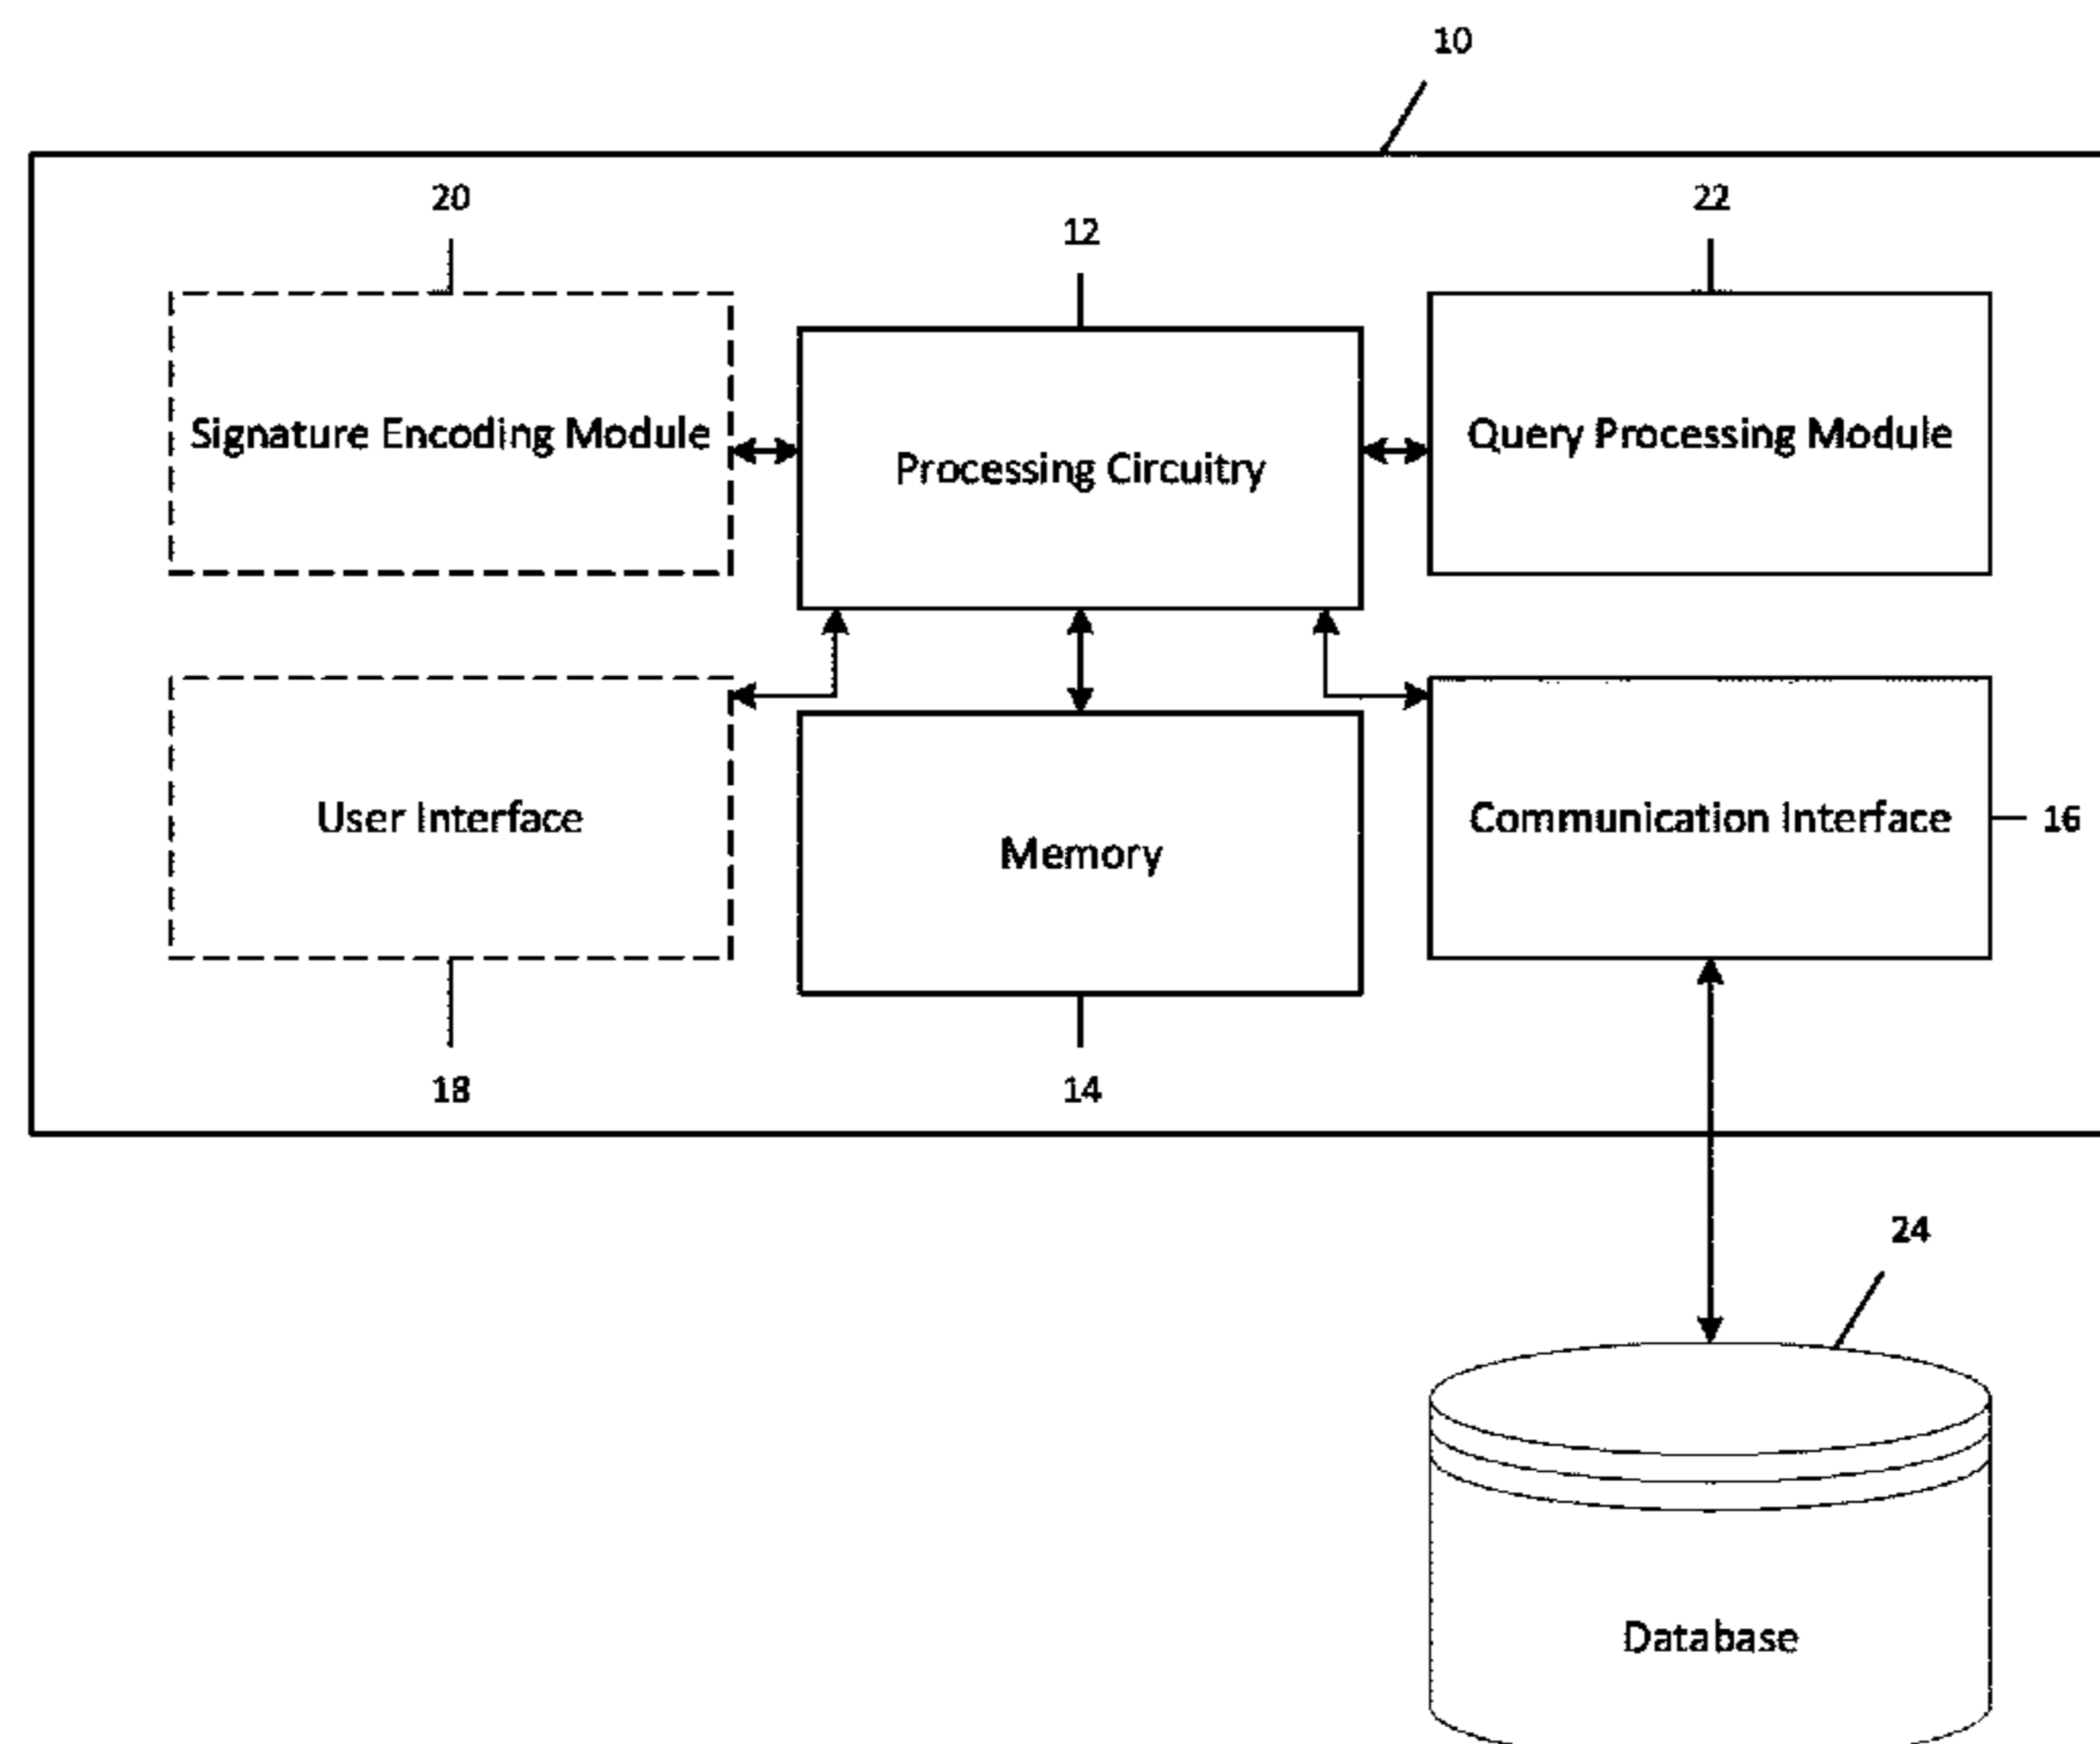 10
20
12
22
Signature Encoding Module
Processing Circuitry
Query Processing Module
User Interface
Memory
Communication Interface
16
18
14
24
Database